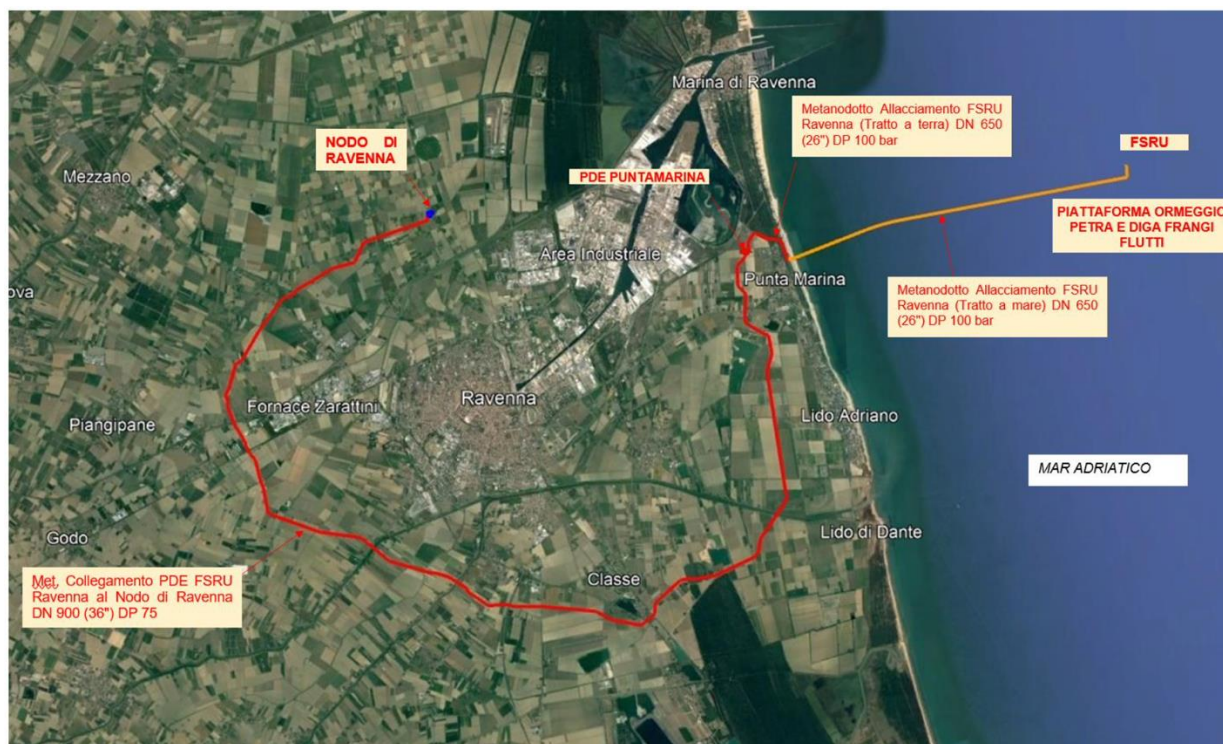 Marina di Ravenna
Metanodotto Allacciamento FSRU
Ravenna (Tratto a terra) DN 650
(26") DP 100 bar
NODO DI
RAVENNA
FSRU
Mezzano
PDE PUNTAMARINA
PIATTAFORMA ORMEGGIO
PETRA E DIGA FRANGI
FLUTTI
Area Industriale
Punta Marina
ova
Metanodotto Allacciamento FSRU
Ravenna (Tratto a mare) DN 650
(26") DP 100 bar
Ravenna
Fornace Zarattini
Piangipane
Lido Adriano
MAR ADRIATICO
Godo
Lido di Dante
Classe
Met. Collegamento PDE FSRU
Ravenna al Nodo di Ravenna
DN 900 (36") DP 75